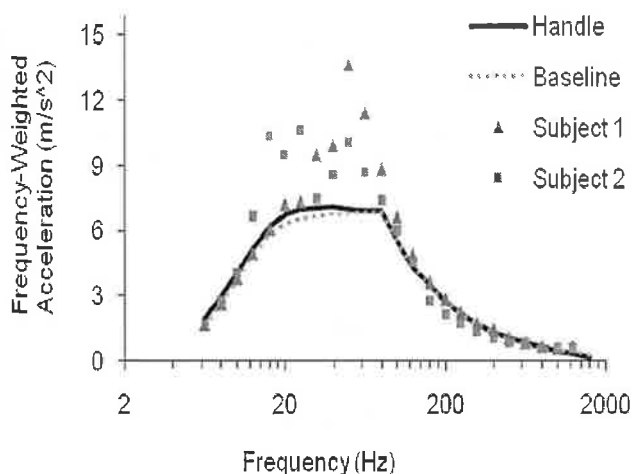 15
12
9
6
3
0
Frequency-Weighted
Acceleration (m/s^2)
2
20
200
2000
Frequency (Hz)
Handle
Baseline
Subject 1
Subject 2